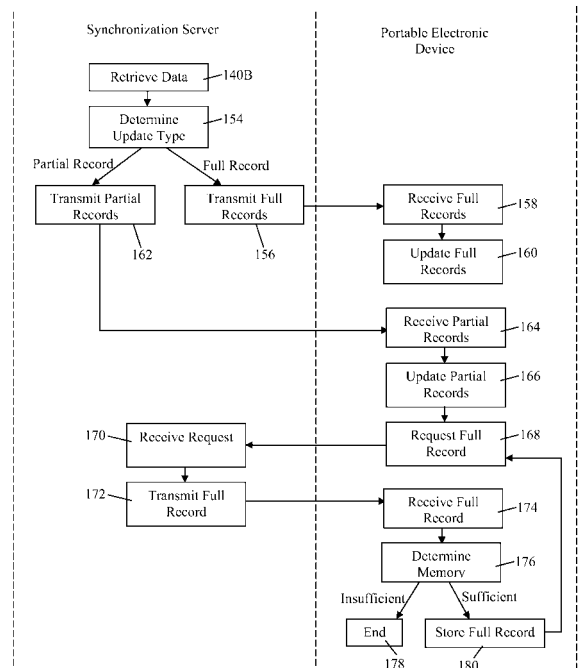 Synchronization Server
Portable Electronic
Device
Retrieve Data
140B
Determine
Update Type
154
Partial Record
Full Record
Transmit Partial
Records
Transmit Full
Records
162
156
Receive Full
Records
158
Update Full
Records
160
Receive Partial
Records
164
Update Partial
Records
166
170
Receive Request
Request Full
Record
168
172
Transmit Full
Record
Receive Full
Record
174
Determine
Memory
176
Insufficient
Sufficient
End
Store Full Record
178
180